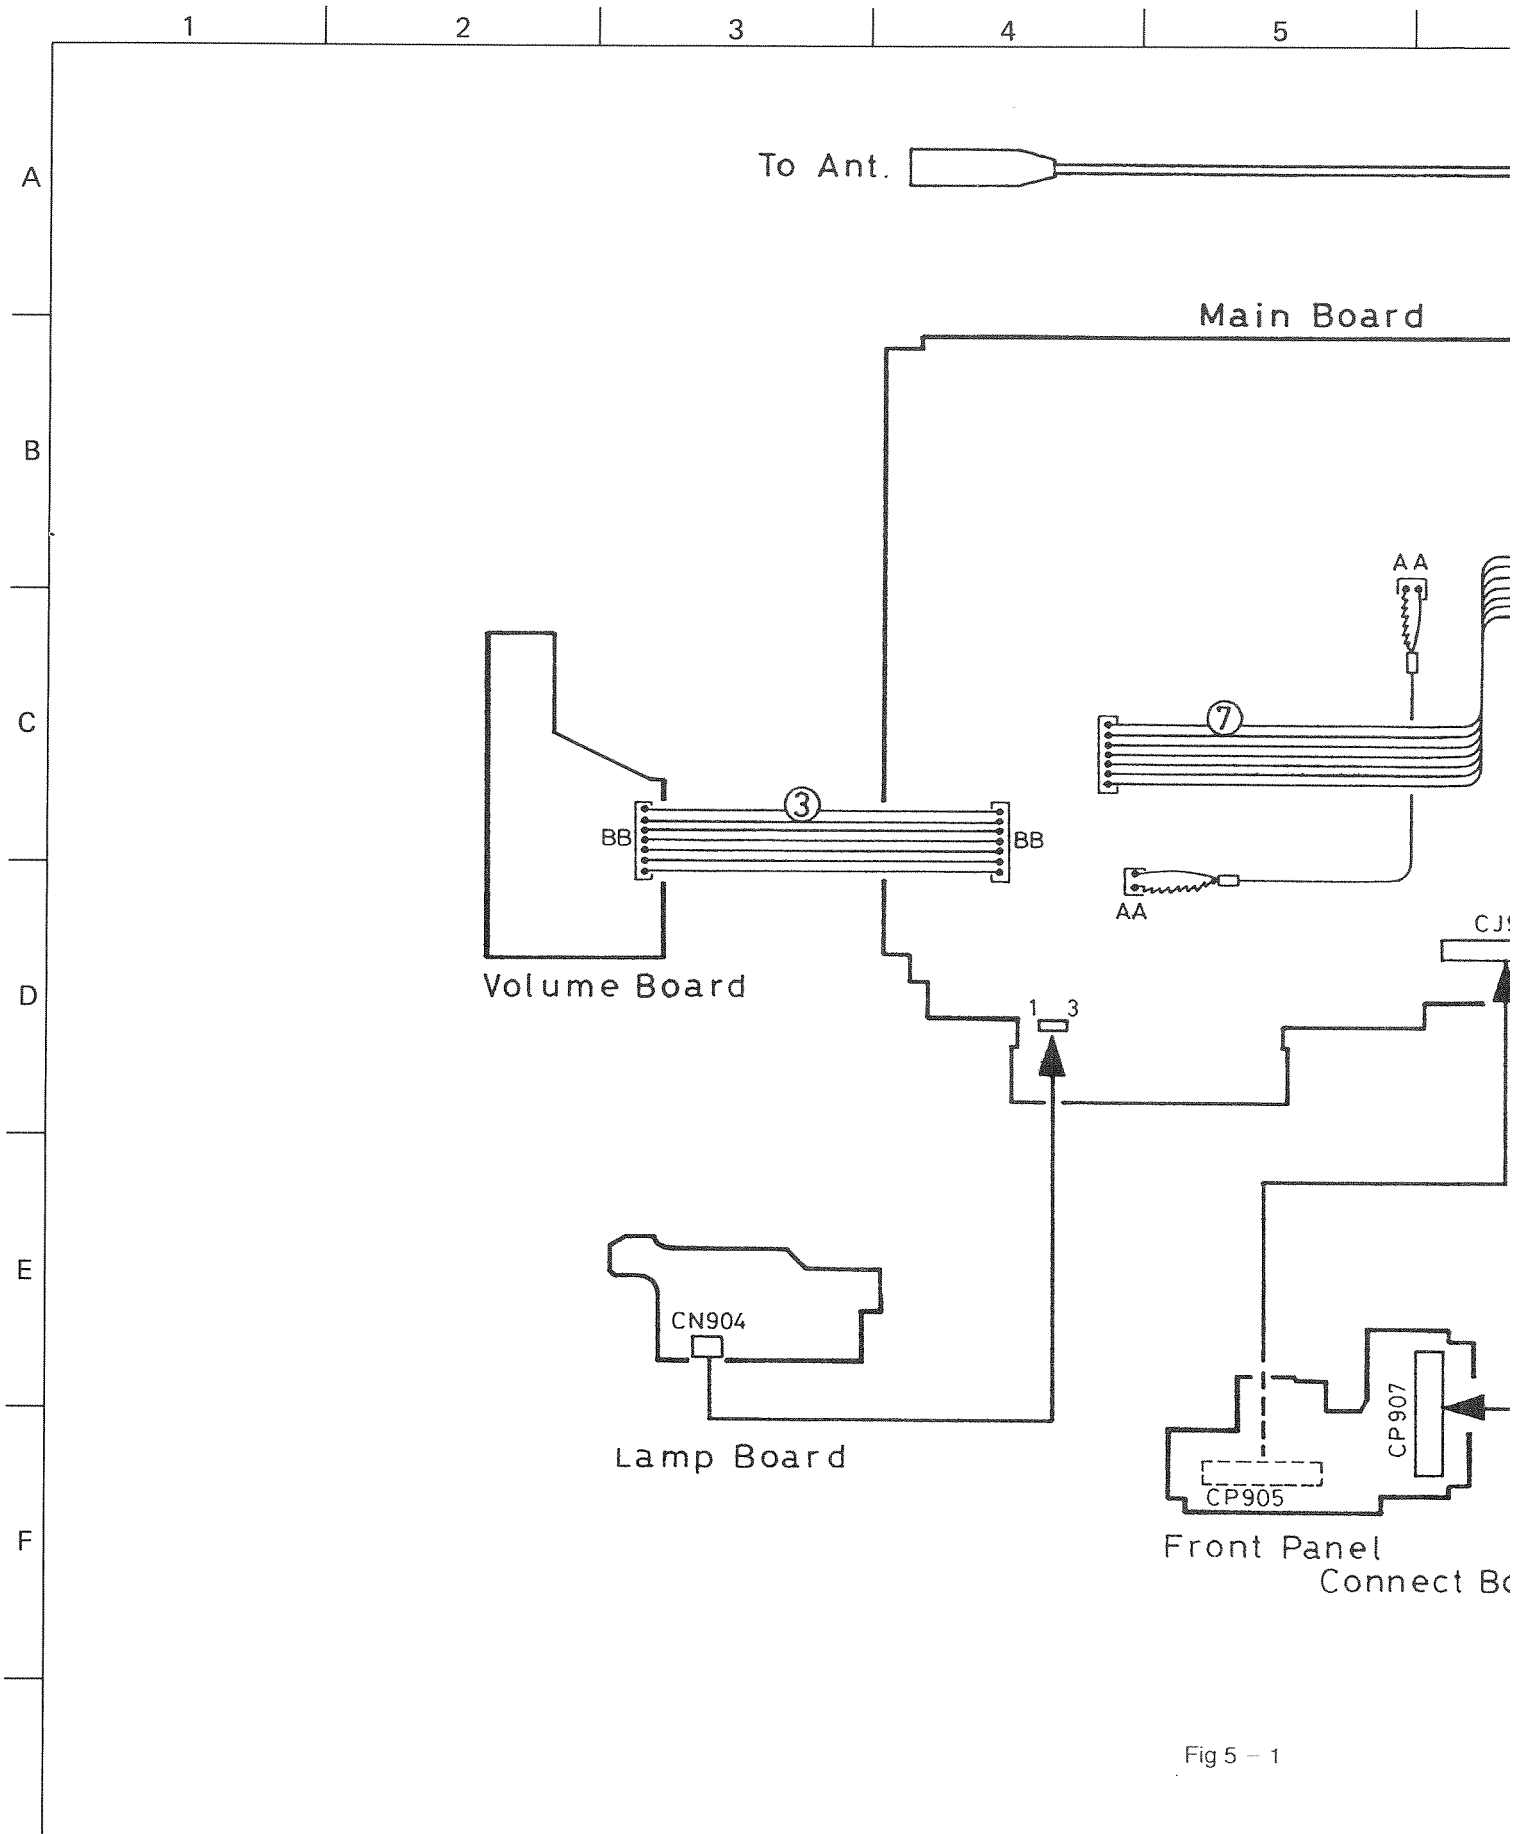 1 2 3 4 5
A
To Ant.
Main Board
B
AA
C
7
3
BB BB
AA
D
Volume Board
1 3
E
CN904
CP907
Lamp Board
CP905
F
Front Panel
Connect
Fig 5 – 1